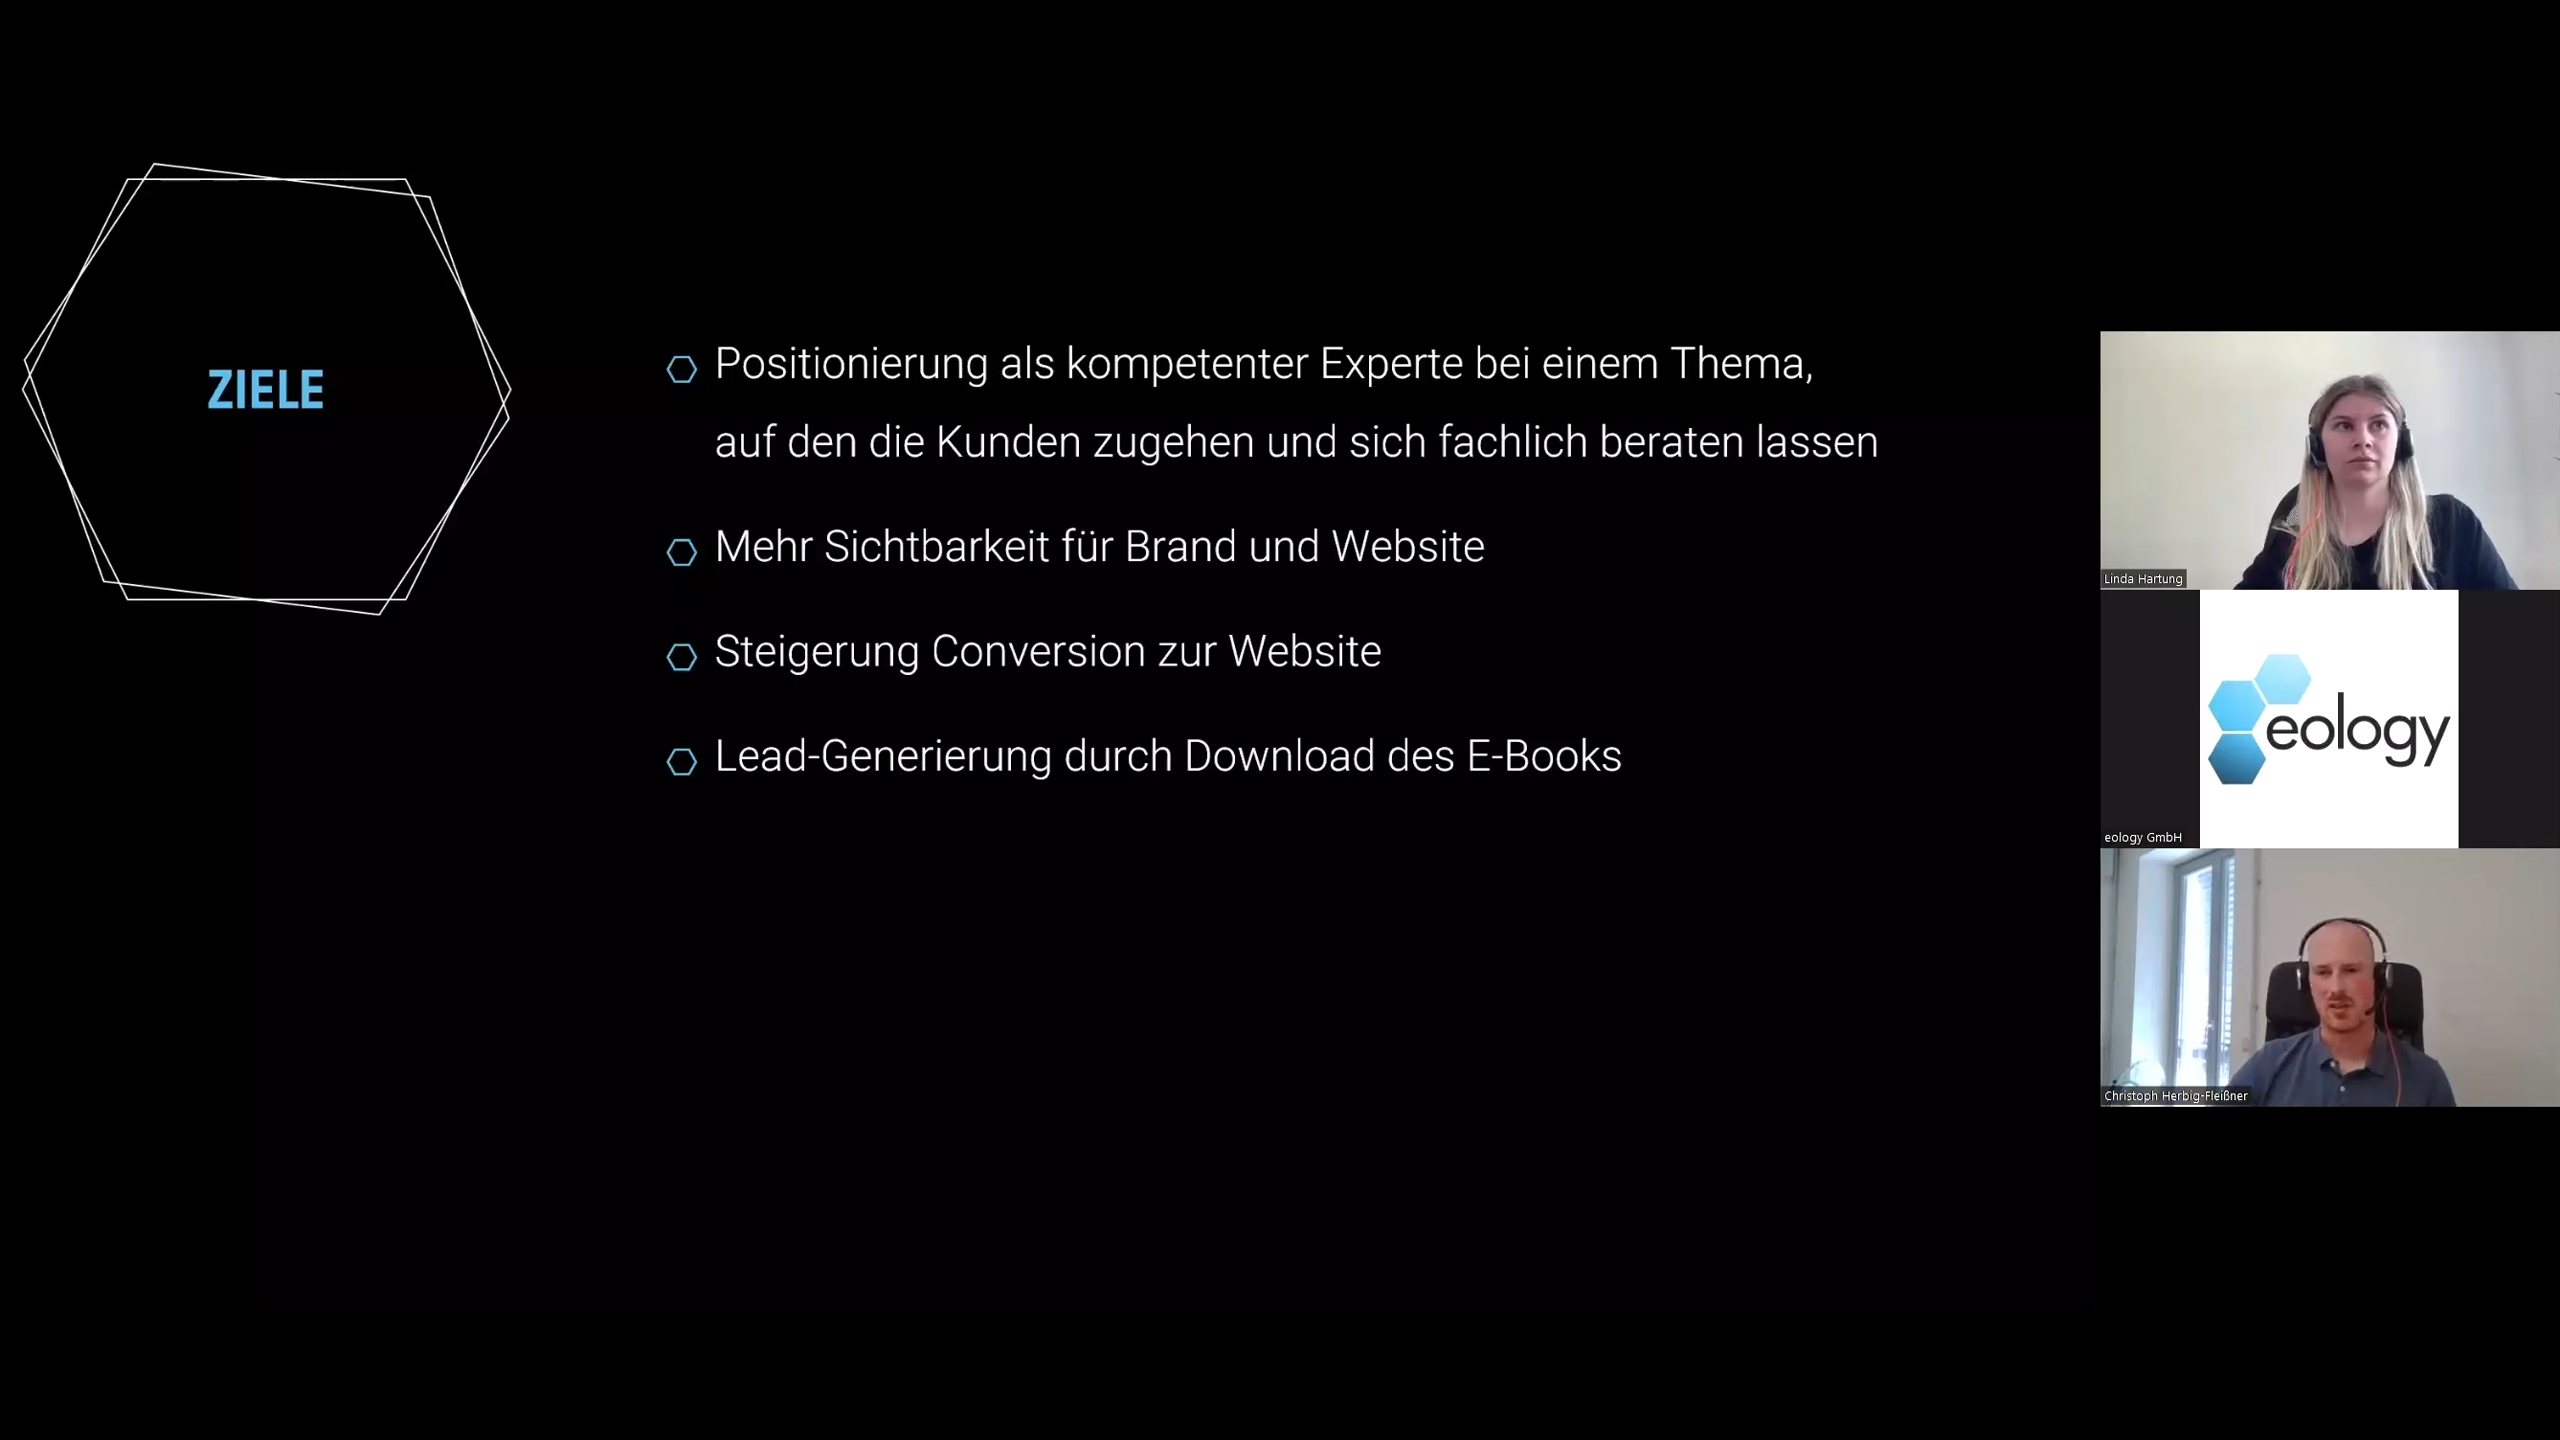 ZIELE
Positionierung als kompetenter Experte bei einem Thema,
auf den die Kunden zugehen und sich fachlich beraten lassen
Mehr Sichtbarkeit für Brand und Website
Steigerung Conversion zur Website
Lead-Generierung durch Download des E-Books
Linda Hartung
eology
eology GmbH
Christoph Herbig-Fleißner